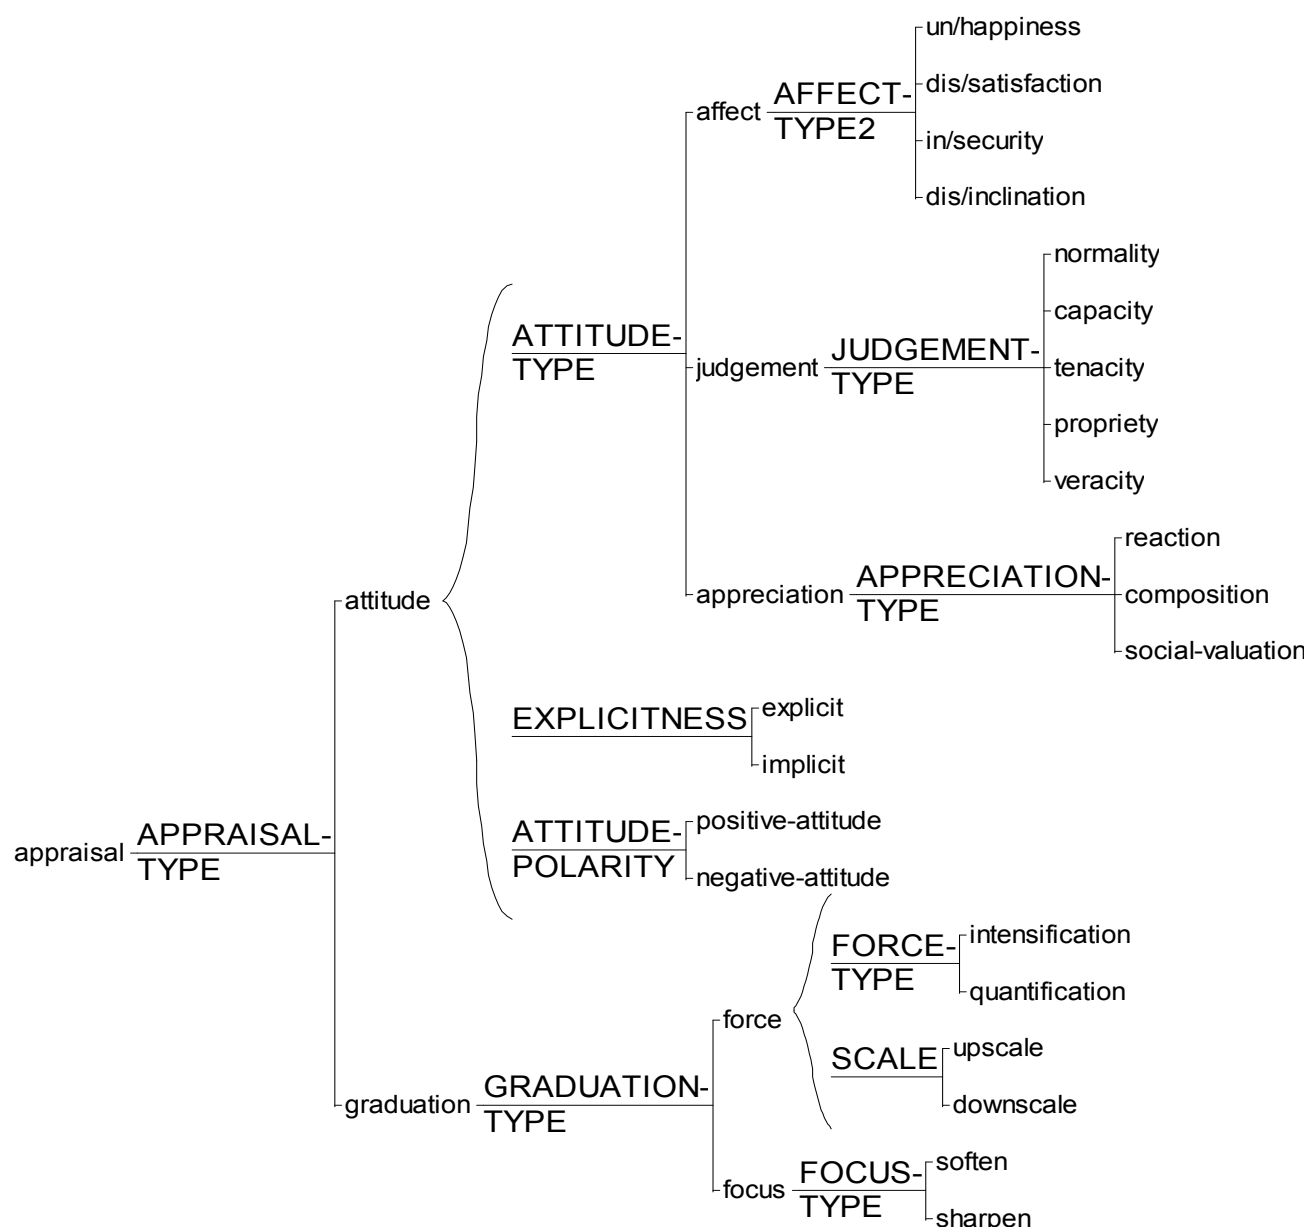 un/happiness
dis/satisfaction
affect
AFFECT-
TYPE2
in/security
dis/inclination
normality
capacity
ATTITUDE-
TYPE
judgement
JUDGEMENT-
TYPE
tenacity
propriety
veracity
reaction
attitude
appreciation
APPRECIATION-
TYPE
composition
social-valuation
EXPLICITNESS
explicit
implicit
appraisal
APPRAISAL-
TYPE
ATTITUDE-
POLARITY
positive-attitude
negative-attitude
FORCE-
TYPE
intensification
quantification
force
SCALE
upscale
downscale
graduation
GRADUATION-
TYPE
focus
FOCUS-
TYPE
soften
sharpen